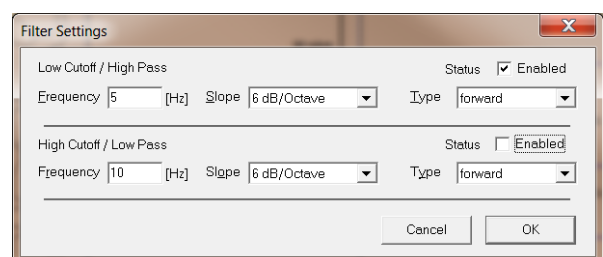 Filter Settings
Low Cutoff / High Pass Status Enabled
Frequency 5 [Hz] Slope 6 dB/Octave Type forward
High Cutoff / Low Pass Status Enabled
Frequency 10 [Hz] Slope 6 dB/Octave Type forward
Cancel OK